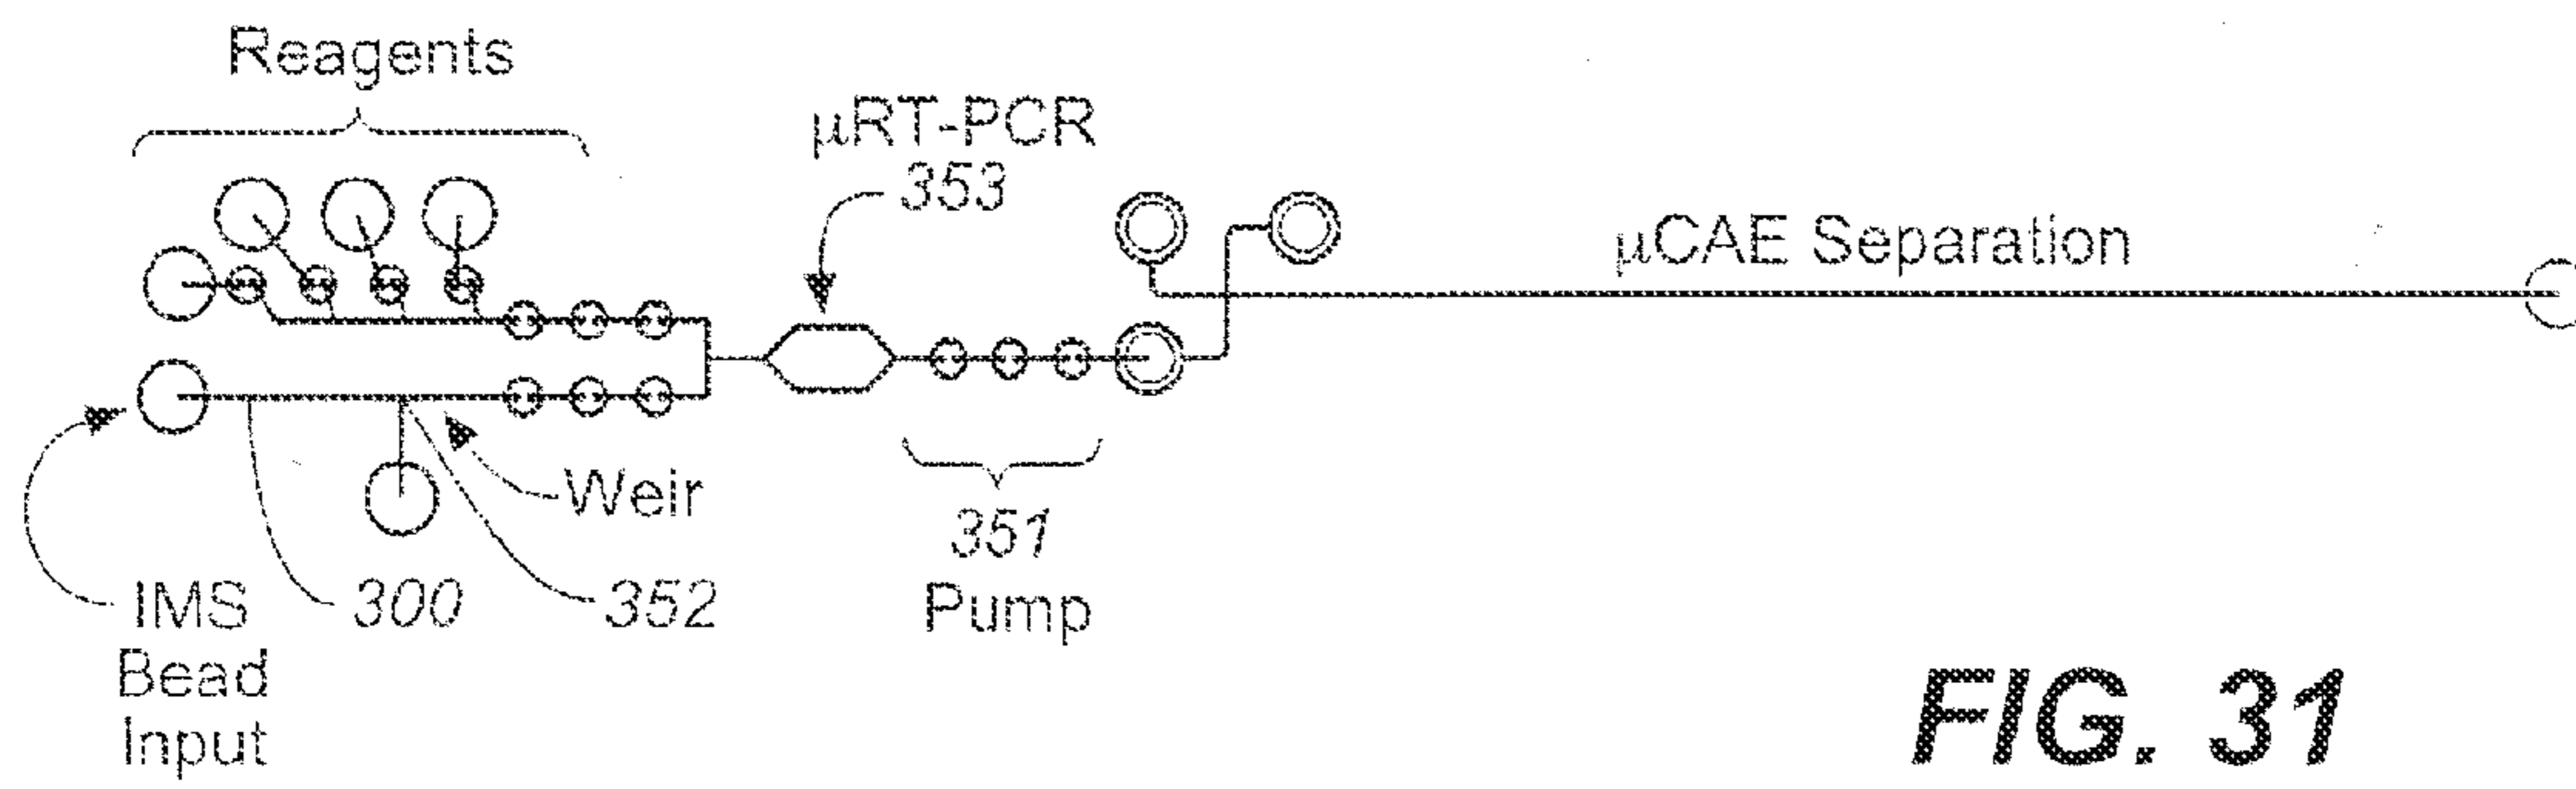 Reagents
μRT-PCR
353
μCAE Separation
Weir
IMS
Bead
Input
300
352
351
Pump
FIG. 31